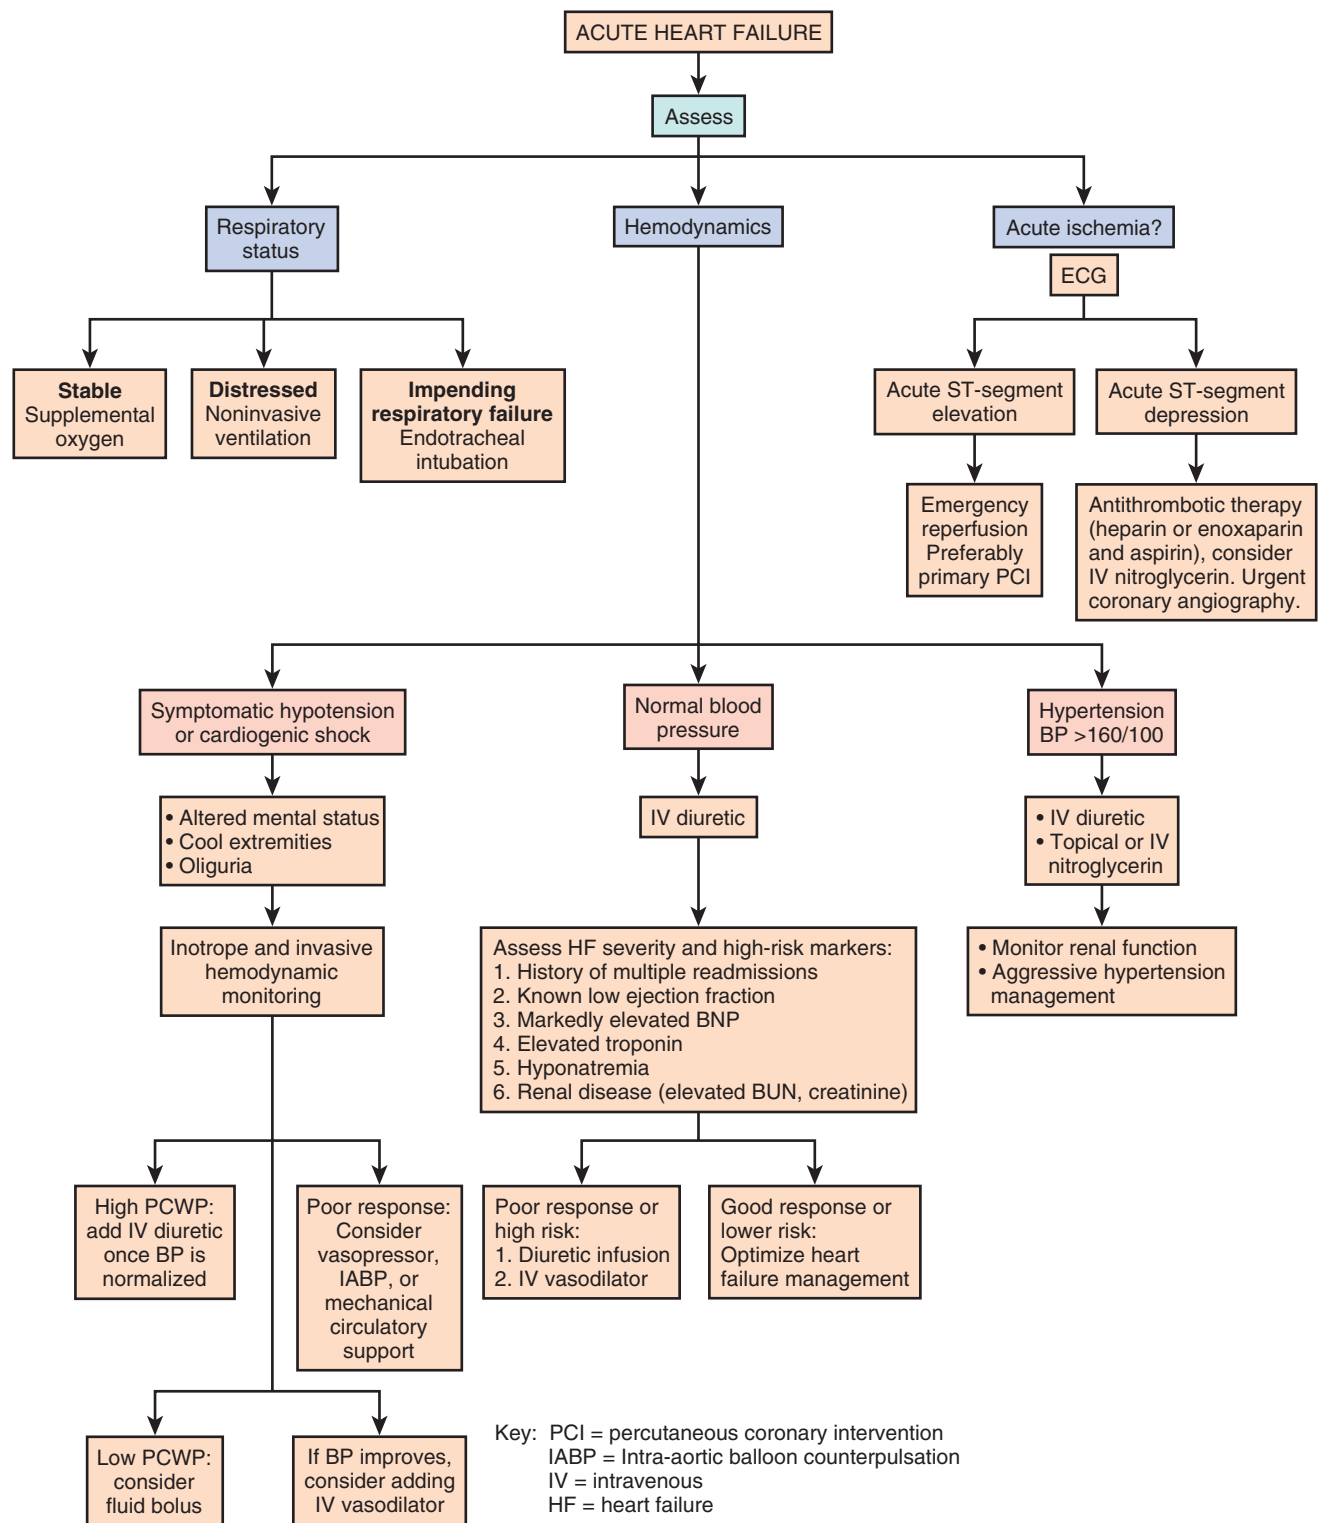 ACUTE HEART FAILURE
Assess
Respiratory
status
Hemodynamics
Acute ischemia?
ECG
Stable
Supplemental
oxygen
Distressed
Noninvasive
ventilation
Impending
respiratory failure
Endotracheal
intubation
Acute ST-segment
elevation
Acute ST-segment
depression
Emergency
reperfusion
Preferably
primary PCI
Antithrombotic therapy
(heparin or enoxaparin
and aspirin), consider
IV nitroglycerin. Urgent
coronary angiography.
Symptomatic hypotension
or cardiogenic shock
Normal blood
pressure
Hypertension
BP >160/100
• Altered mental status
• Cool extremities
• Oliguria
IV diuretic
• IV diuretic
• Topical or IV
nitroglycerin
Inotrope and invasive
hemodynamic
monitoring
Assess HF severity and high-risk markers:
1. History of multiple readmissions
2. Known low ejection fraction
3. Markedly elevated BNP
4. Elevated troponin
5. Hyponatremia
6. Renal disease (elevated BUN, creatinine)
• Monitor renal function
• Aggressive hypertension
management
High PCWP:
add IV diuretic
once BP is
normalized
Poor response:
Consider
vasopressor,
IABP, or
mechanical
circulatory
support
Poor response or
high risk:
1. Diuretic infusion
2. IV vasodilator
Good response or
lower risk:
Optimize heart
failure management
Low PCWP:
consider
fluid bolus
If BP improves,
consider adding
IV vasodilator
Key: PCI = percutaneous coronary intervention
IABP = Intra-aortic balloon counterpulsation
IV = intravenous
HF = heart failure